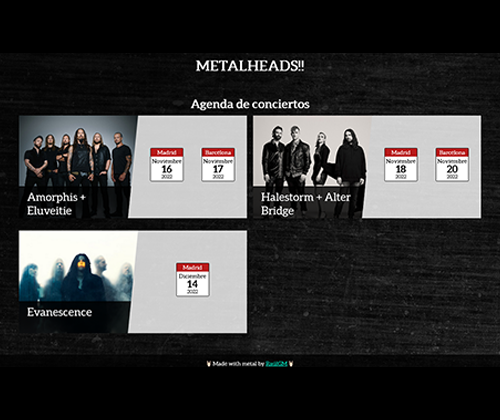 METALHEADS!!
Agenda de conciertos
Amorphis +
Eluveitie
Madrid
Noviembre
16
2022
Barcelona
Noviembre
17
2022
Halestorm + Alter
Bridge
Madrid
Noviembre
18
2022
Barcelona
Noviembre
20
2022
Evanescence
Madrid
Diciembre
14
2022
Made with metal by RaulGM